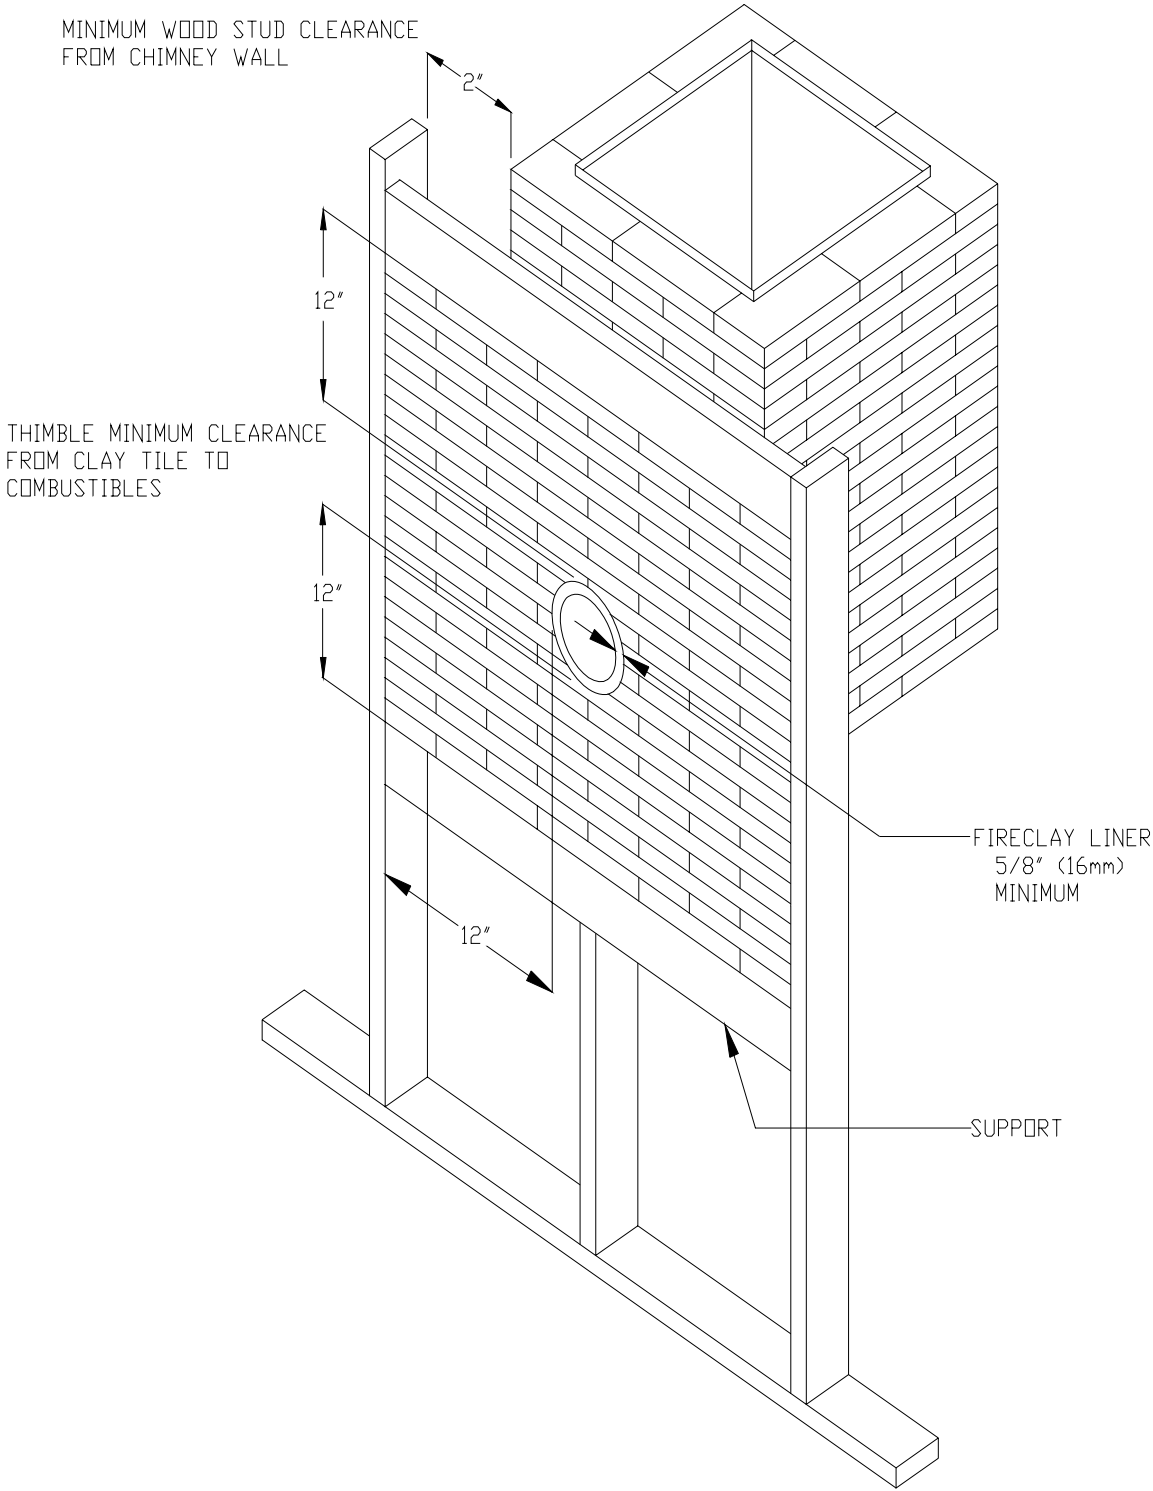 MINIMUM WOOD STUD CLEARANCE
FROM CHIMNEY WALL
2"
12"
THIMBLE MINIMUM CLEARANCE
FROM CLAY TILE TO
COMBUSTIBLES
12"
FIRECLAY LINER
5/8" (16mm)
MINIMUM
12"
SUPPORT